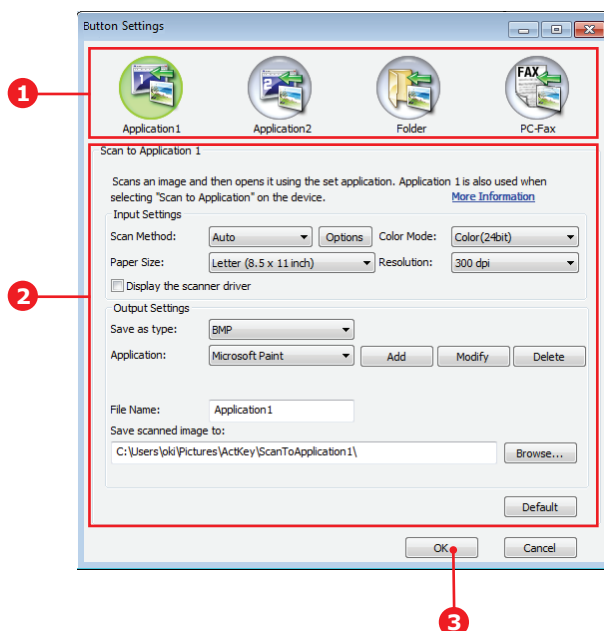 Button Settings
1
FAX
Application1
Application2
Folder
PC-Fax
Scan to Application 1
Scans an image and then opens it using the set application. Application 1 is also used when
selecting "Scan to Application" on the device. More Information
Input Settings
Scan Method: Auto Options Color Mode: Color(24bit)
Paper Size: Letter (8.5 x 11 inch) Resolution: 300 dpi
Display the scanner driver
2
Output Settings
Save as type: BMP
Application: Microsoft Paint Add Modify Delete
File Name: Application1
Save scanned image to:
C:\Users\oki\Pictures\ActKey\ScanToApplication1\ Browse...
Default
OK Cancel
3